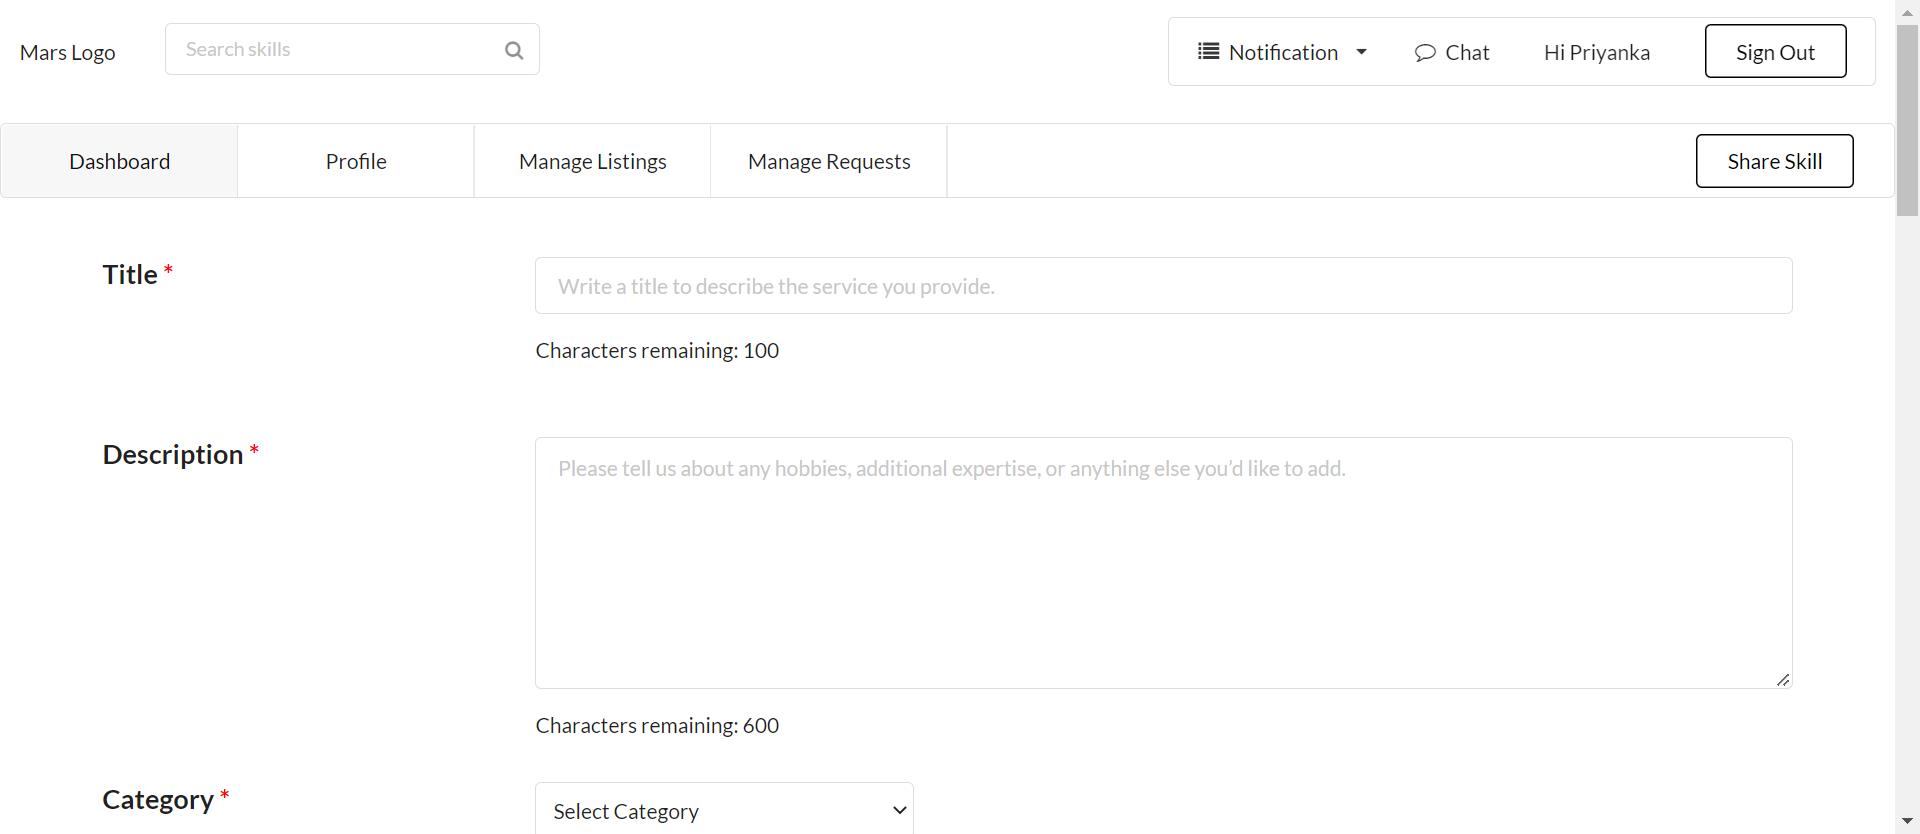 Mars Logo
Search skills
Notification
Chat
Hi Priyanka
Sign Out
Dashboard
Profile
Manage Listings
Manage Requests
Share Skill
Title *
Write a title to describe the service you provide.
Characters remaining: 100
Description *
Please tell us about any hobbies, additional expertise, or anything else you’d like to add.
Characters remaining: 600
Category *
Select Category